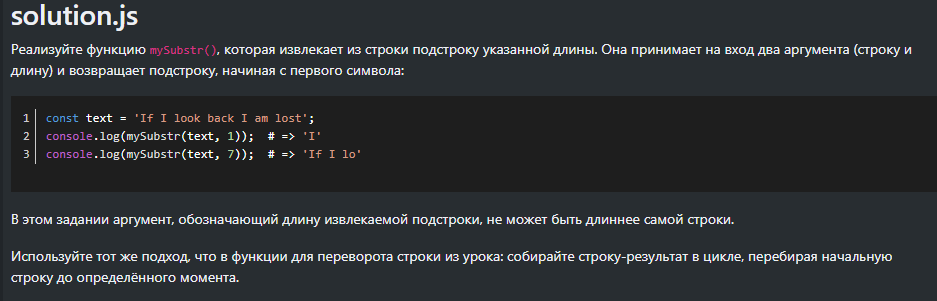 solution.js
Реализуйте функцию mySubstr(), которая извлекает из строки подстроку указанной длины. Она принимает на вход два аргумента (строку и
длину) и возвращает подстроку, начиная с первого символа:
1 const text = 'If I look back I am lost';
2 console.log(mySubstr(text, 1));  # => 'I'
3 console.log(mySubstr(text, 7));  # => 'If I lo'
В этом задании аргумент, обозначающий длину извлекаемой подстроки, не может быть длиннее самой строки.
Используйте тот же подход, что в функции для переворота строки из урока: собирайте строку-результат в цикле, перебирая начальную
строку до определённого момента.